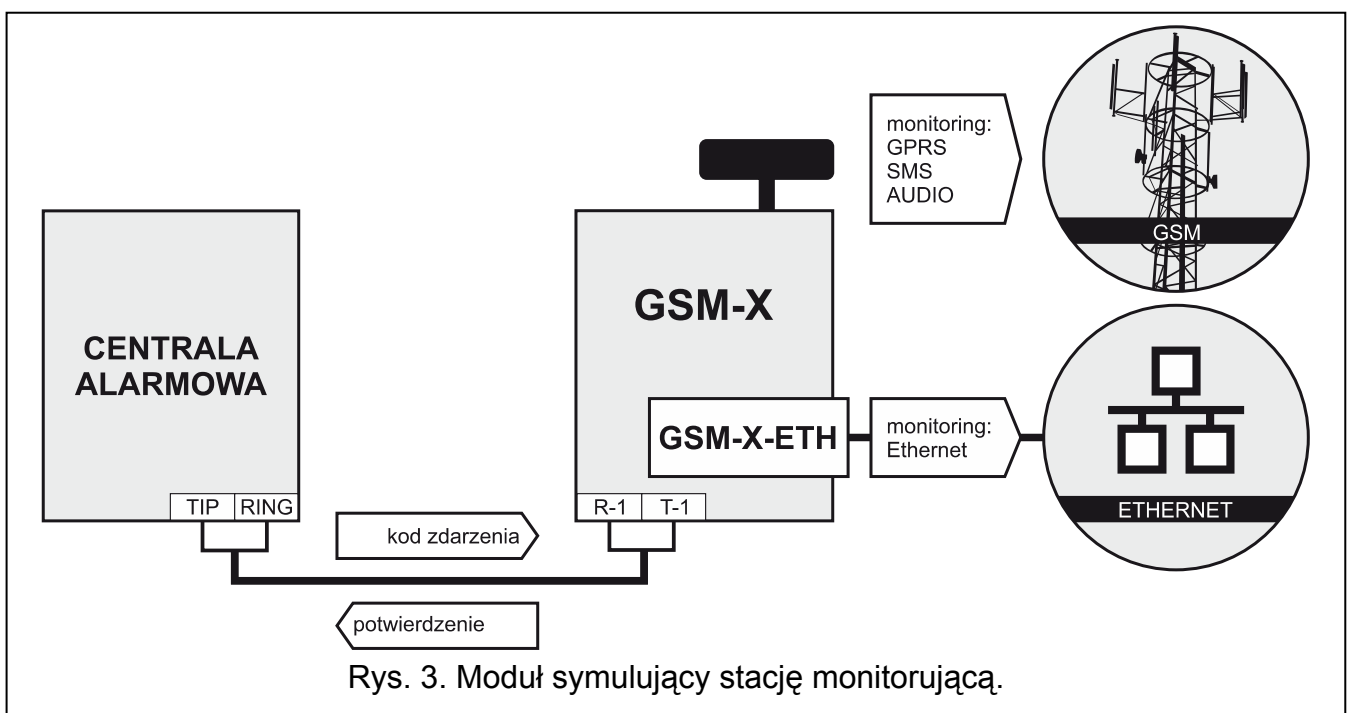 monitoring:
GPRS
SMS
AUDIO
GSM
CENTRALA
ALARMOWA
GSM-X
GSM-X-ETH
monitoring:
Ethernet
ETHERNET
TIP
RING
R-1
T-1
kod zdarzenia
potwierdzenie
Rys. 3. Moduł symulujący stację monitorującą.